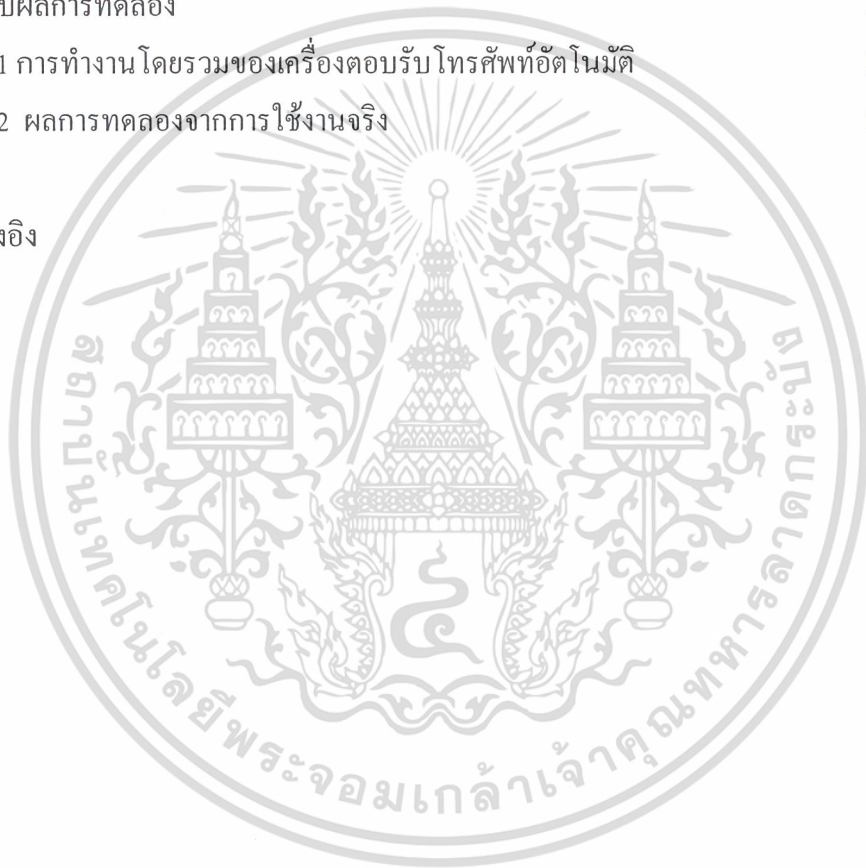 ผลการทดลอง
1 การทำงานโดยรวมของเครื่องตอบรับโทรศัพท์อัตโนมัติ
2 ผลการทดลองจากการใช้งานจริง
งอิง
สถาบันเทคโนโลยีพระจอมเกล้าเจ้าคุณทหารลาดกระบัง
๔